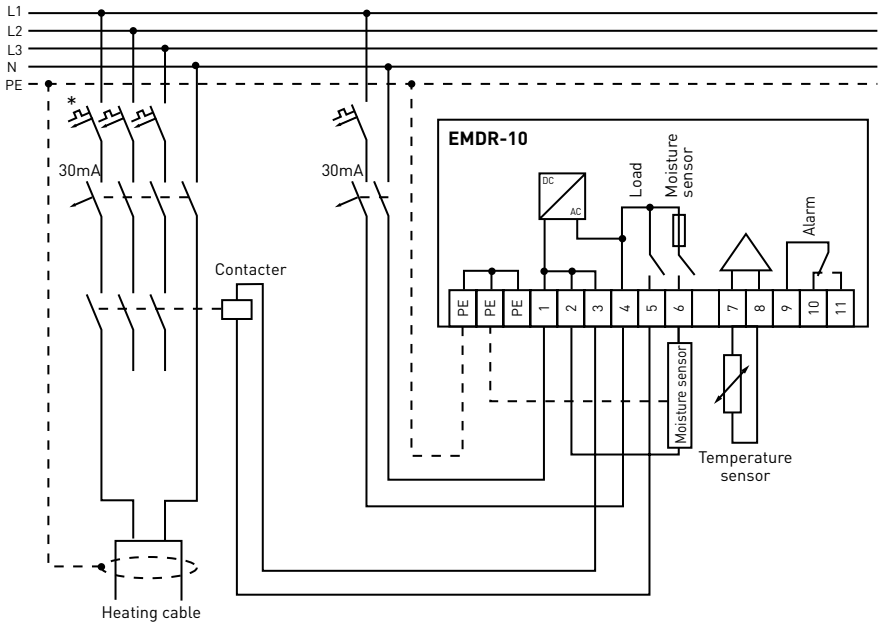 L1
L2
L3
N
PE
*
30mA
30mA
EMDR-10
DC
AC
Load
Moisture
sensor
Alarm
Contacter
PE
PE
PE
1
2
3
4
5
6
7
8
9
10
11
Moisture sensor
Temperature
sensor
Heating cable